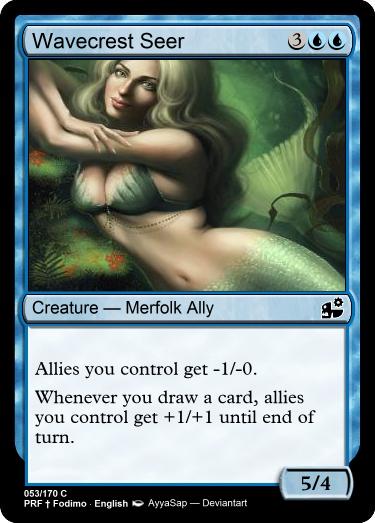 Wavecrest Seer 3
Creature — Merfolk Ally
Allies you control get -1/-0.
Whenever you draw a card, allies
you control get +1/+1 until end of
turn.
5/4
053/170 C
PRF † Fodimo · English AyyaSap — Deviantart